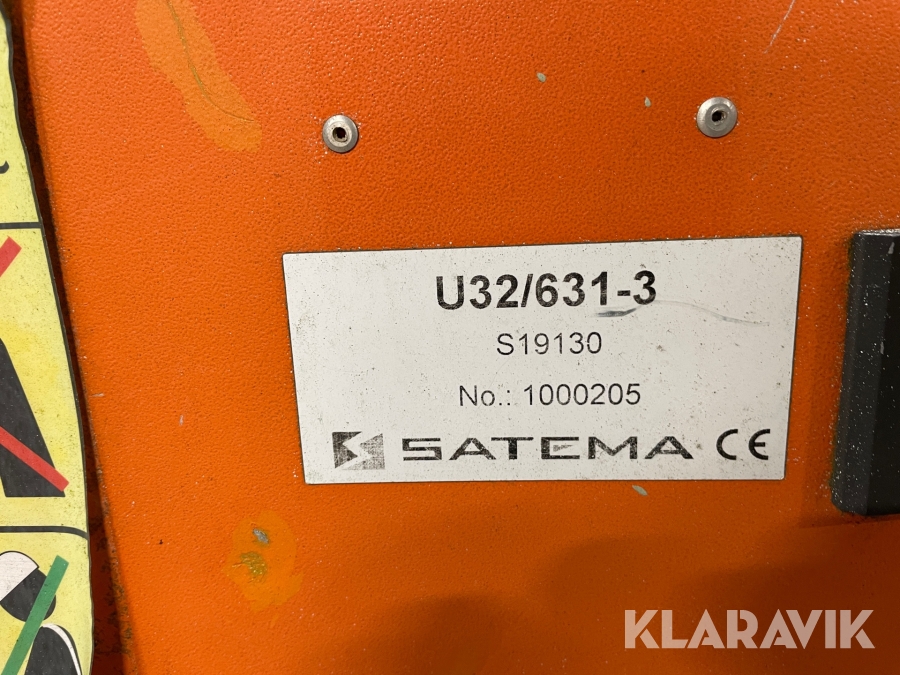 U32/631-3
S19130
No.: 1000205
SATEMA CE
KLARAVIK